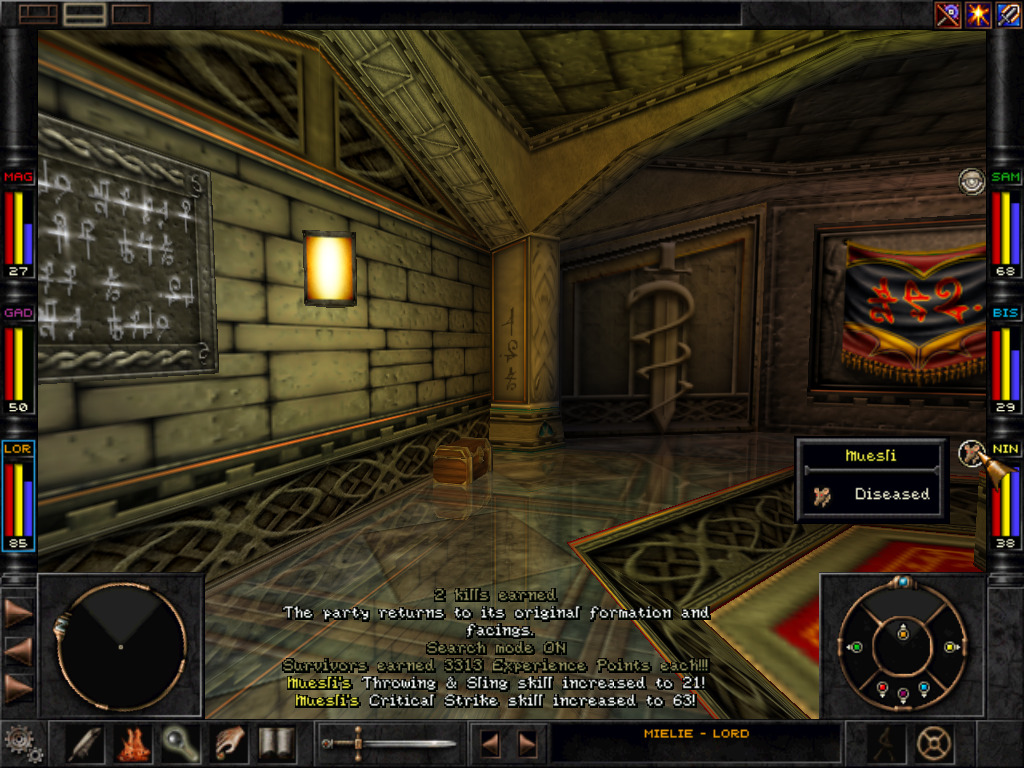 MAG
27
GAD
50
LOR
85
SAM
68
BIS
29
NIN
38
Muesli
Diseased
2 kills earned
The party returns to its original formation and
facings.
Search mode ON
Survivors earned 3313 Experience Points each!!!
Muesli's Throwing & Sling skill increased to 21!
Muesli's Critical Strike skill increased to 63!
MIELIE - LORD